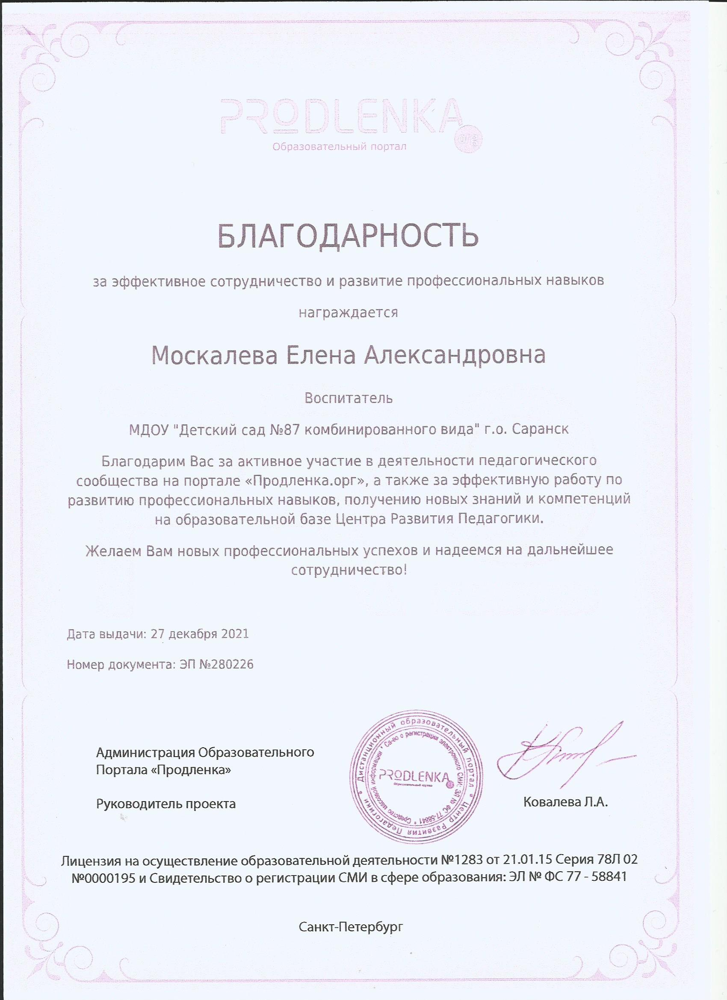 PRODLENKA
.org
Образовательный портал
БЛАГОДАРНОСТЬ
за эффективное сотрудничество и развитие профессиональных навыков
награждается
Москалева Елена Александровна
Воспитатель
МДОУ "Детский сад №87 комбинированного вида" г.о. Саранск
Благодарим Вас за активное участие в деятельности педагогического
сообщества на портале «Продленка.орг», а также за эффективную работу по
развитию профессиональных навыков, получению новых знаний и компетенций
на образовательной базе Центра Развития Педагогики.
Желаем Вам новых профессиональных успехов и надеемся на дальнейшее
сотрудничество!
Дата выдачи: 27 декабря 2021
Номер документа: ЭП №280226
Администрация Образовательного
Портала «Продленка»
Руководитель проекта
Дистанционный образовательный портал * Центр Развития Педагогики *
Св-во о регистрации электронного СМИ: ЭЛ № ФС 77-58841 * Средство массовой информации *
PRODLENKA
Образовательный портал
Ковалева Л.А.
Лицензия на осуществление образовательной деятельности №1283 от 21.01.15 Серия 78Л 02
№0000195 и Свидетельство о регистрации СМИ в сфере образования: ЭЛ № ФС 77 - 58841
Санкт-Петербург